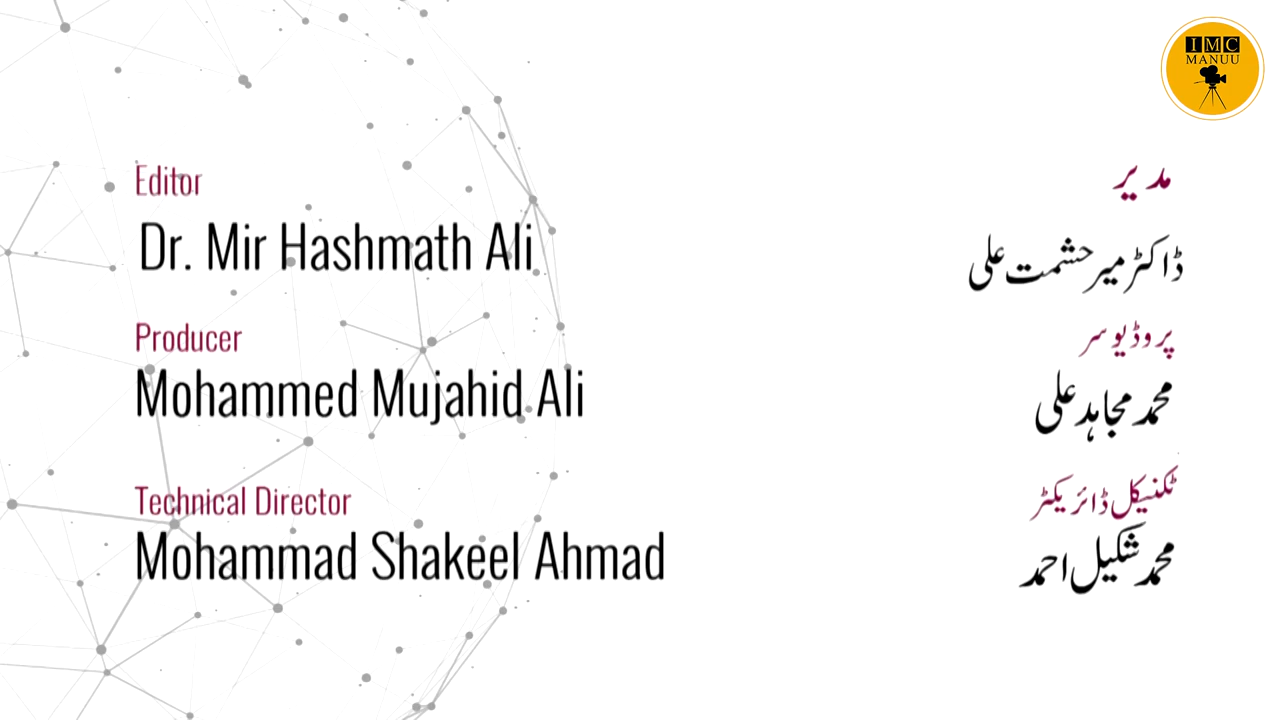 IMC
MANUU
Editor
مدیر
Dr. Mir Hashmath Ali
ڈاکٹر میر حشمت علی
Producer
پروڈیوسر
Mohammed Mujahid Ali
محمد مجاہد علی
Technical Director
ٹکنیکل ڈائریکٹر
Mohammad Shakeel Ahmad
محمد شکیل احمد